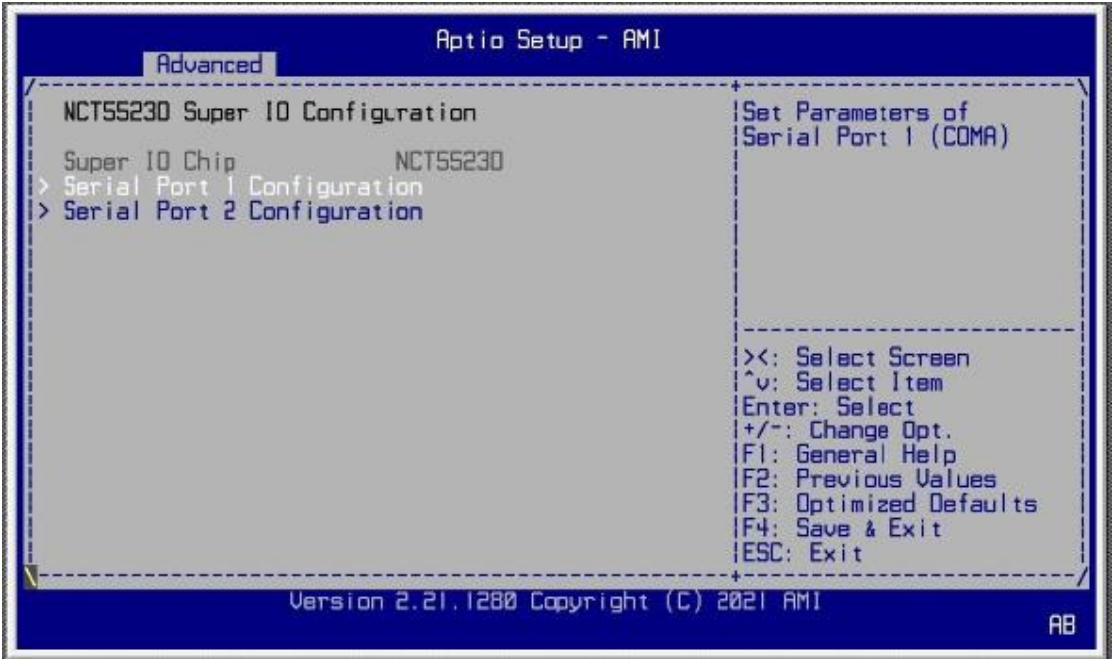 Aptio Setup - AMI
Advanced
NCT5523D Super IO Configuration
Super IO Chip NCT5523D
> Serial Port 1 Configuration
> Serial Port 2 Configuration
Set Parameters of
Serial Port 1 (COMA)
><: Select Screen
^v: Select Item
Enter: Select
+/-: Change Opt.
F1: General Help
F2: Previous Values
F3: Optimized Defaults
F4: Save & Exit
ESC: Exit
Version 2.21.1280 Copyright (C) 2021 AMI
AB